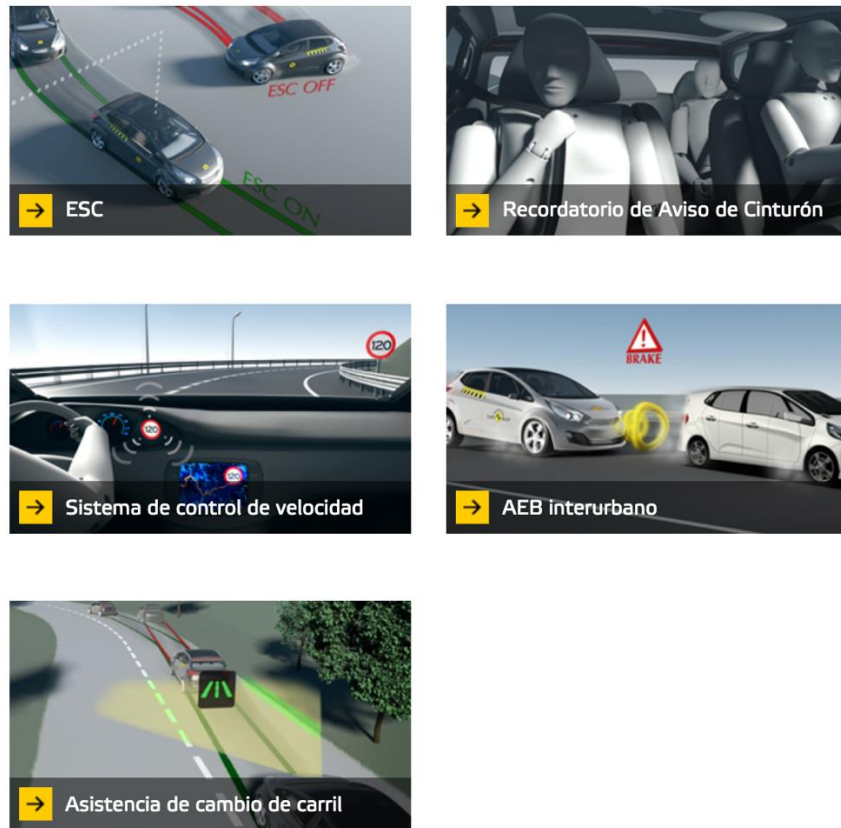 ESC OFF
ESC ON
ESC
Recordatorio de Aviso de Cinturón
120
120
120
Sistema de control de velocidad
BRAKE
AEB interurbano
Asistencia de cambio de carril